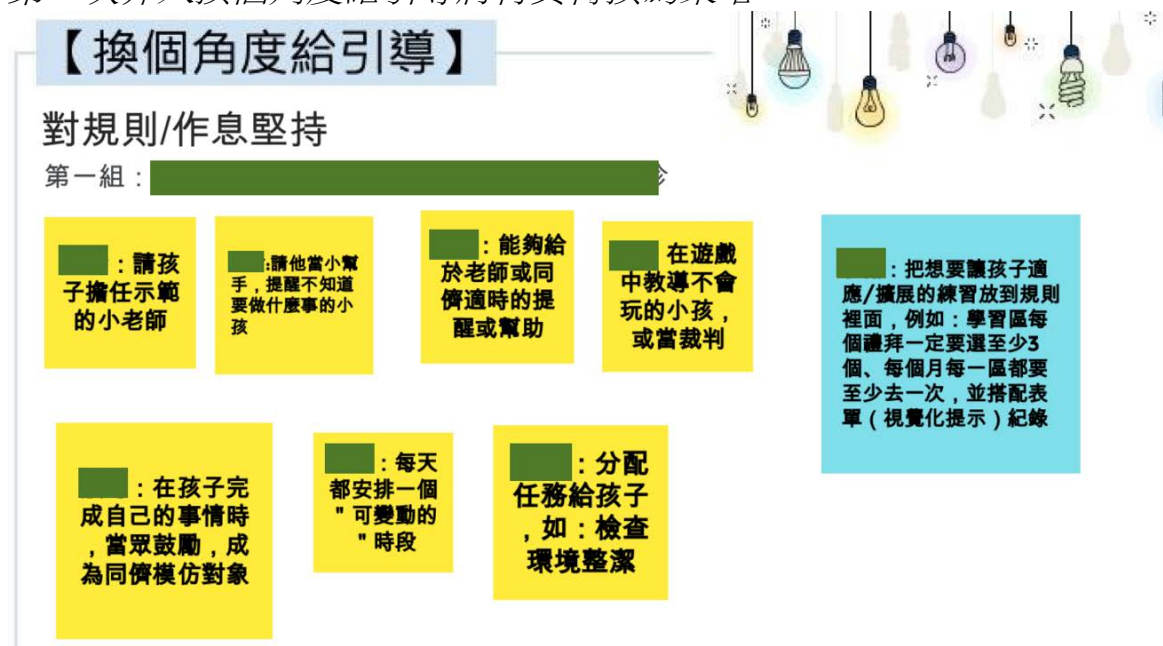 【換個角度給引導】
對規則/作息堅持
第一組：
：請孩
子擔任示範
的小老師
:請他當小幫
手，提醒不知道
要做什麼事的小
孩
：能夠給
於老師或同
儕適時的提
醒或幫助
在遊戲
中教導不會
玩的小孩，
或當裁判
：把想要讓孩子適
應/擴展的練習放到規則
裡面，例如：學習區每
個禮拜一定要選至少3
個、每個月每一區都要
至少去一次，並搭配表
單（視覺化提示）紀錄
：在孩子完
成自己的事情時
，當眾鼓勵，成
為同儕模仿對象
：每天
都安排一個
"可變動的
"時段
：分配
任務給孩子
，如：檢查
環境整潔